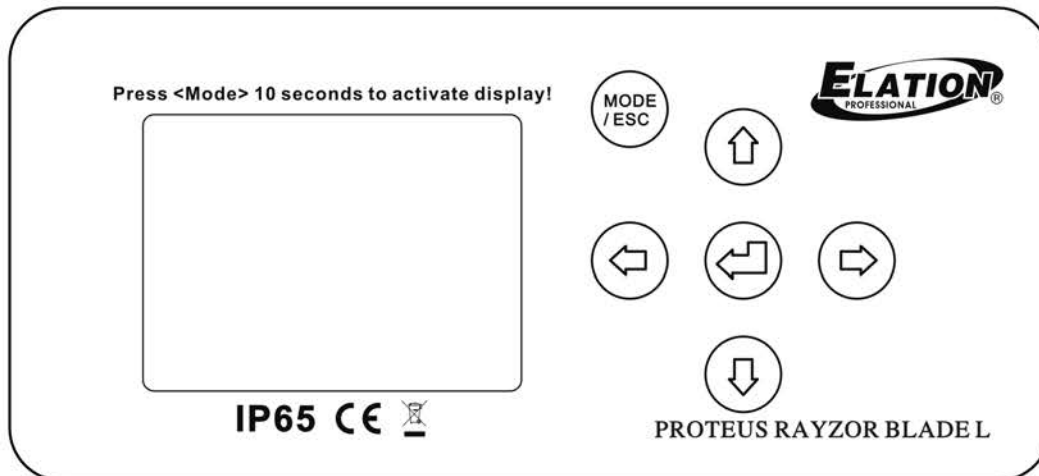 Press <Mode> 10 seconds to activate display!
MODE
/ ESC
ELATION
PROFESSIONAL ®
IP65 CE
PROTEUS RAYZOR BLADE L